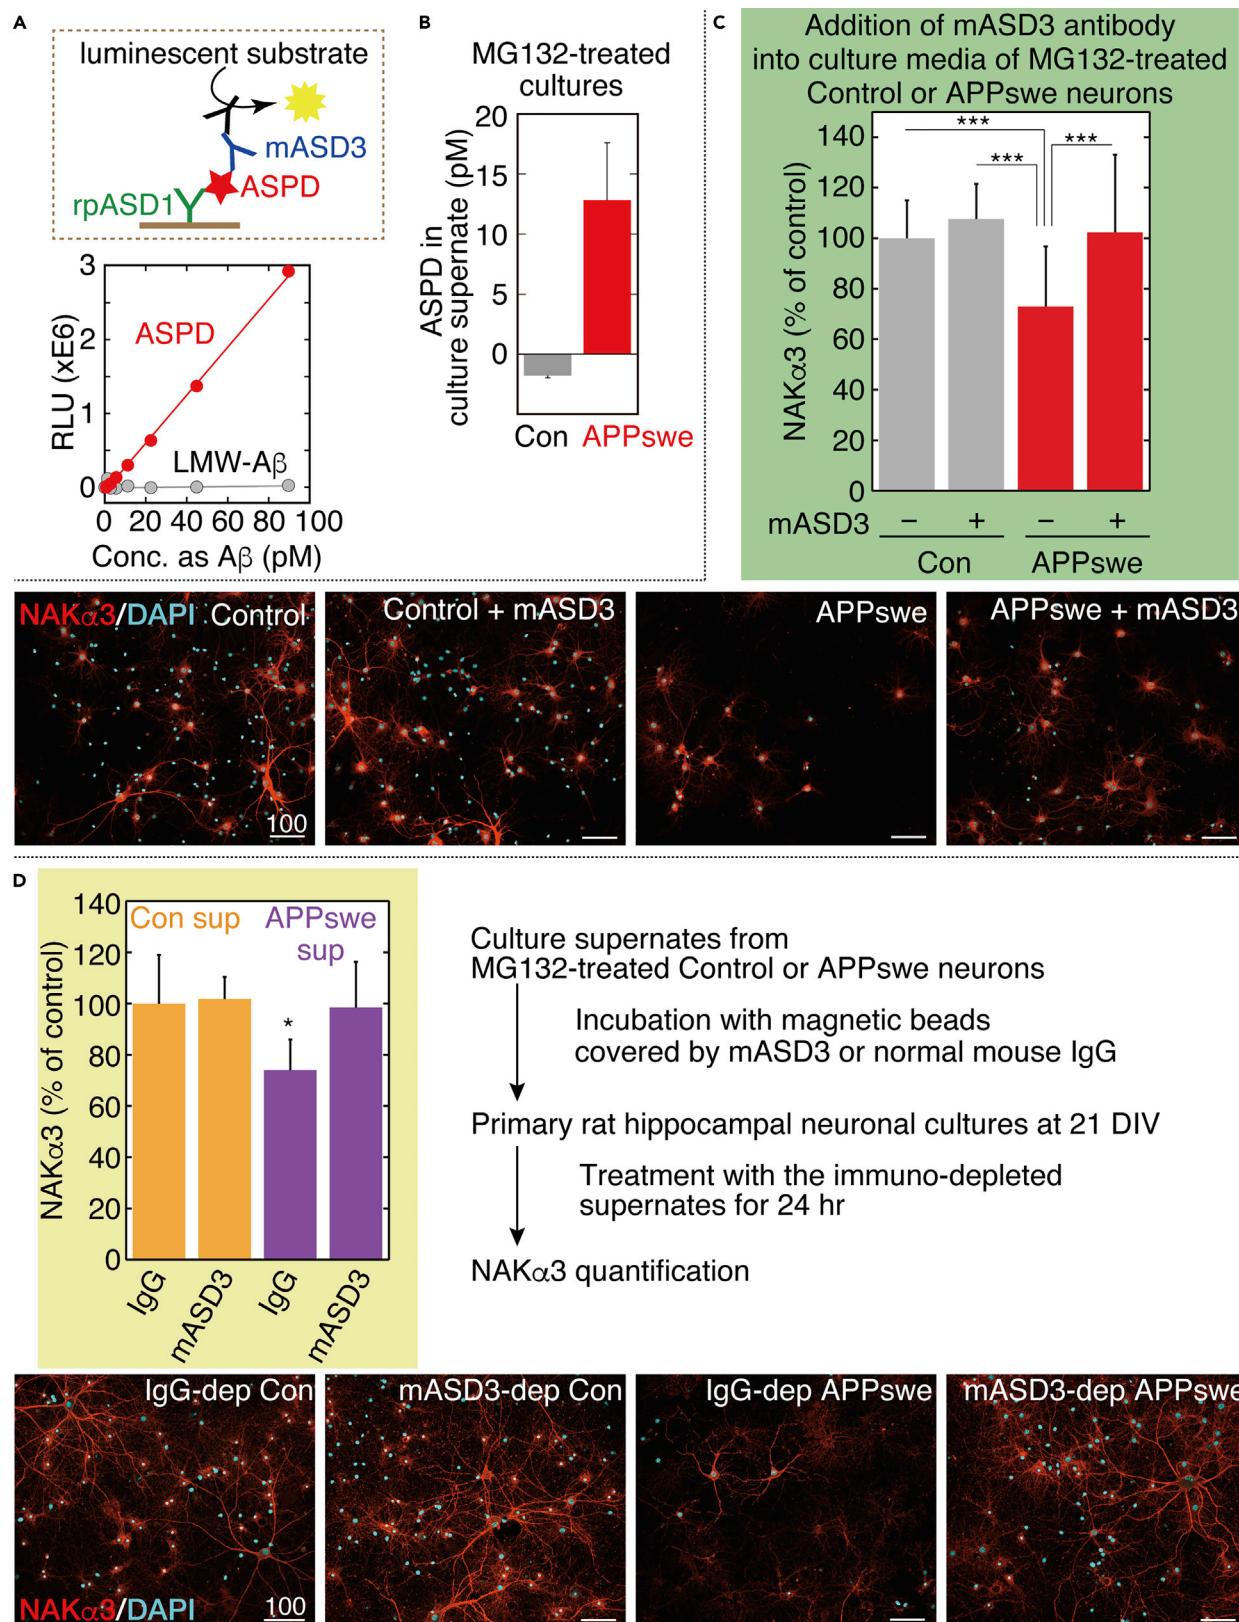 A
luminescent substrate
mASD3
ASPD
rpASD1
3
2
1
0
RLU (xE6)
ASPD
LMW-Aβ
0 20 40 60 80 100
Conc. as Aβ (pM)
B
MG132-treated
cultures
20
15
10
5
0
ASPD in
culture supernate (pM)
Con APPswe
C
Addition of mASD3 antibody
into culture media of MG132-treated
Control or APPswe neurons
140
120
100
80
60
40
20
0
NAKα3 (% of control)
***
***
***
mASD3 − + − +
Con APPswe
NAKα3/DAPI Control
100
Control + mASD3
APPswe
APPswe + mASD3
D
140
120
100
80
60
40
20
0
NAKα3 (% of control)
Con sup
APPswe
sup
*
IgG
mASD3
IgG
mASD3
Culture supernates from
MG132-treated Control or APPswe neurons
Incubation with magnetic beads
covered by mASD3 or normal mouse IgG
Primary rat hippocampal neuronal cultures at 21 DIV
Treatment with the immuno-depleted
supernates for 24 hr
NAKα3 quantification
IgG-dep Con
NAKα3/DAPI
100
mASD3-dep Con
IgG-dep APPswe
mASD3-dep APPswe